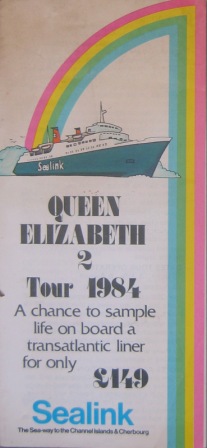 Sealink
QUEEN
ELIZABETH
2
Tour 1984
A chance to sample
life on board a
transatlantic liner
for only
£149
Sealink
The Sea-way to the Channel Islands & Cherbourg